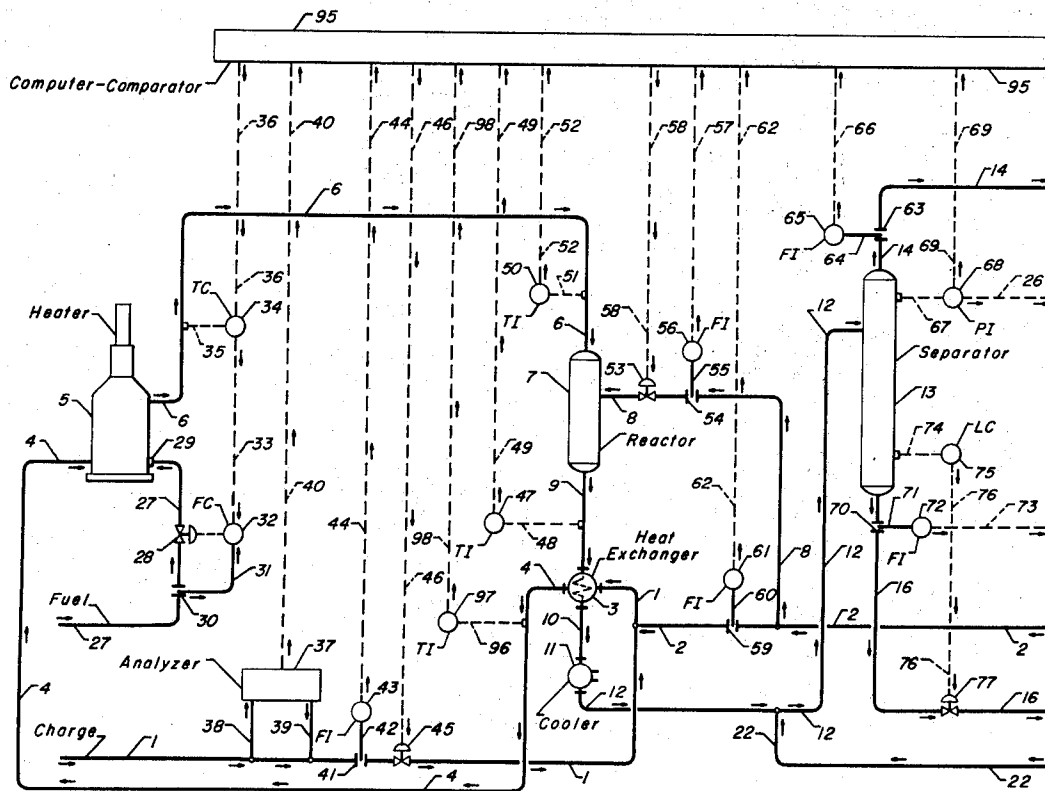 95
Computer-Comparator
95
36 40 44 46 98 49 52 58 57 62 66 69
14
6
65 63
FI 64 14 69 68 26
67 PI
50 52 51
TI
TC 36 34
Heater
35
6
58 56 FI
12
53 55
Separator
5 6
7 8 54
13
4 29
33
Reactor
74 LC
75
27 40 49
9
62
FC 32
28
44 47
TI 48
98
70 71 72 73
76
FI
31
Heat
Exchanger
8 12
46
4 3 1
61
FI 60
16
Fuel
30
27
97
TI 96
10
2 59 2 2
37
Analyzer
11
76 77
4
43
12
16
Charge
1 38 39 FI 42 45
Cooler
22 12
41 1
4
22